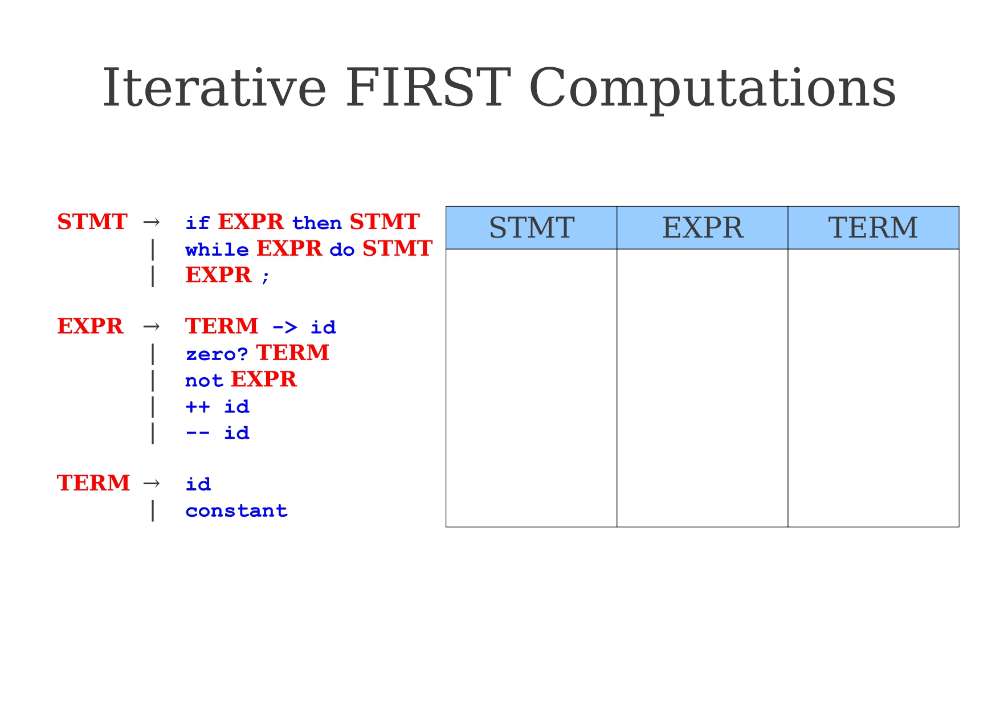 Iterative FIRST Computations
STMT → if EXPR then STMT
| while EXPR do STMT
| EXPR ;
EXPR → TERM -> id
| zero? TERM
| not EXPR
| ++ id
| -- id
TERM → id
| constant
STMT EXPR TERM